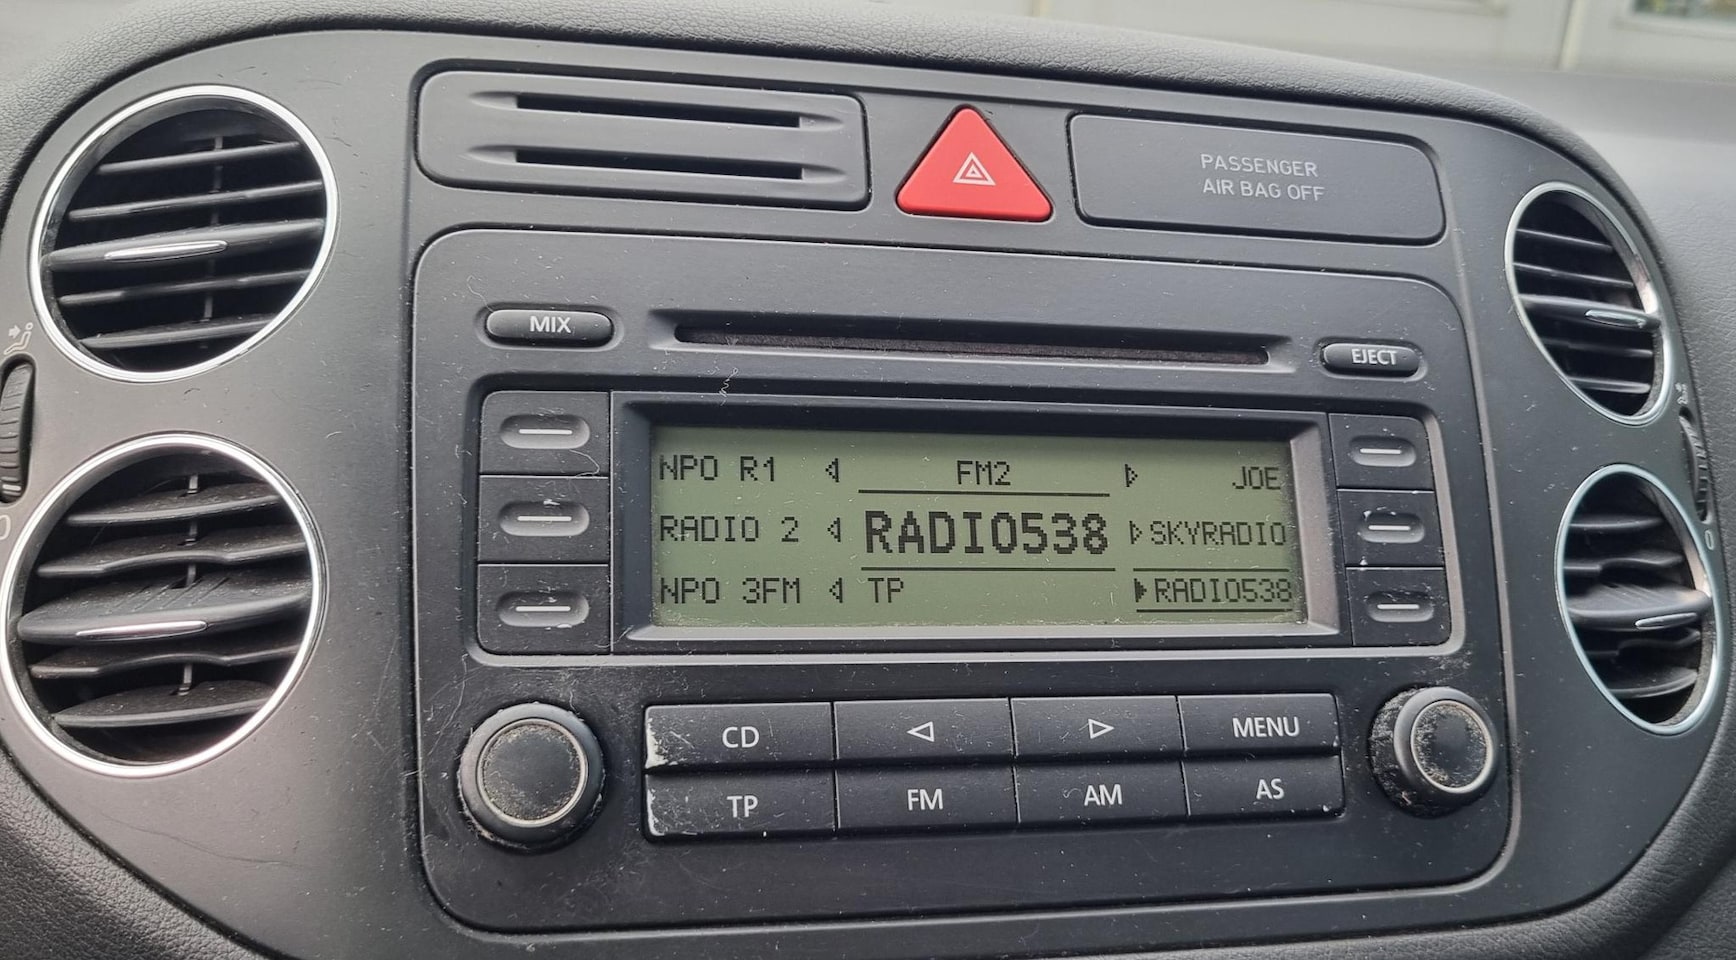 PASSENGER
AIR BAG OFF
MIX
EJECT
NPO R1 FM2 JOE
RADIO 2 RADIO538 SKYRADIO
NPO 3FM TP RADIO538
CD MENU
TP FM AM AS